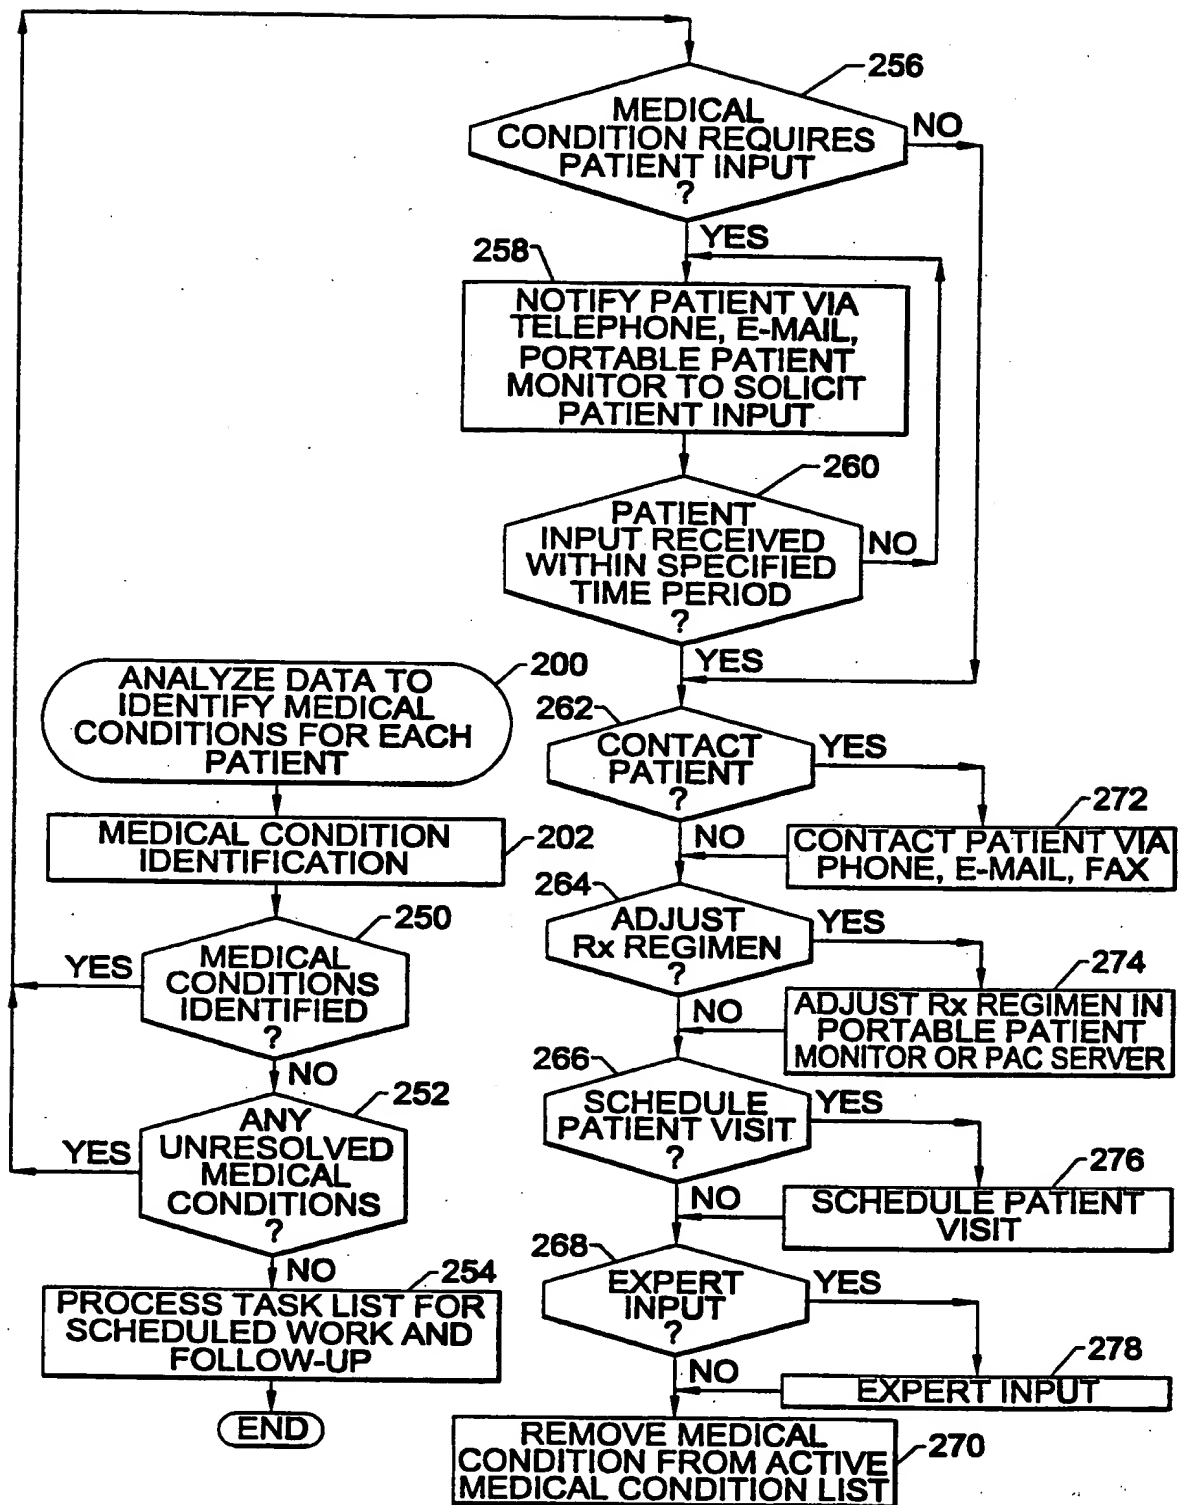 256
MEDICAL
CONDITION REQUIRES
PATIENT INPUT
?
NO
YES
258
NOTIFY PATIENT VIA
TELEPHONE, E-MAIL,
PORTABLE PATIENT
MONITOR TO SOLICIT
PATIENT INPUT
260
PATIENT
INPUT RECEIVED
WITHIN SPECIFIED
TIME PERIOD
?
NO
YES
200
ANALYZE DATA TO
IDENTIFY MEDICAL
CONDITIONS FOR EACH
PATIENT
MEDICAL CONDITION
IDENTIFICATION
202
250
MEDICAL
CONDITIONS
IDENTIFIED
?
YES
NO
252
ANY
UNRESOLVED
MEDICAL
CONDITIONS
?
YES
NO
254
PROCESS TASK LIST FOR
SCHEDULED WORK AND
FOLLOW-UP
END
262
CONTACT
PATIENT
?
YES
NO
272
CONTACT PATIENT VIA
PHONE, E-MAIL, FAX
264
ADJUST
Rx REGIMEN
?
YES
NO
274
ADJUST Rx REGIMEN IN
PORTABLE PATIENT
MONITOR OR PAC SERVER
266
SCHEDULE
PATIENT VISIT
?
YES
NO
276
SCHEDULE PATIENT
VISIT
268
EXPERT
INPUT
?
YES
NO
278
EXPERT INPUT
REMOVE MEDICAL
CONDITION FROM ACTIVE
MEDICAL CONDITION LIST
270